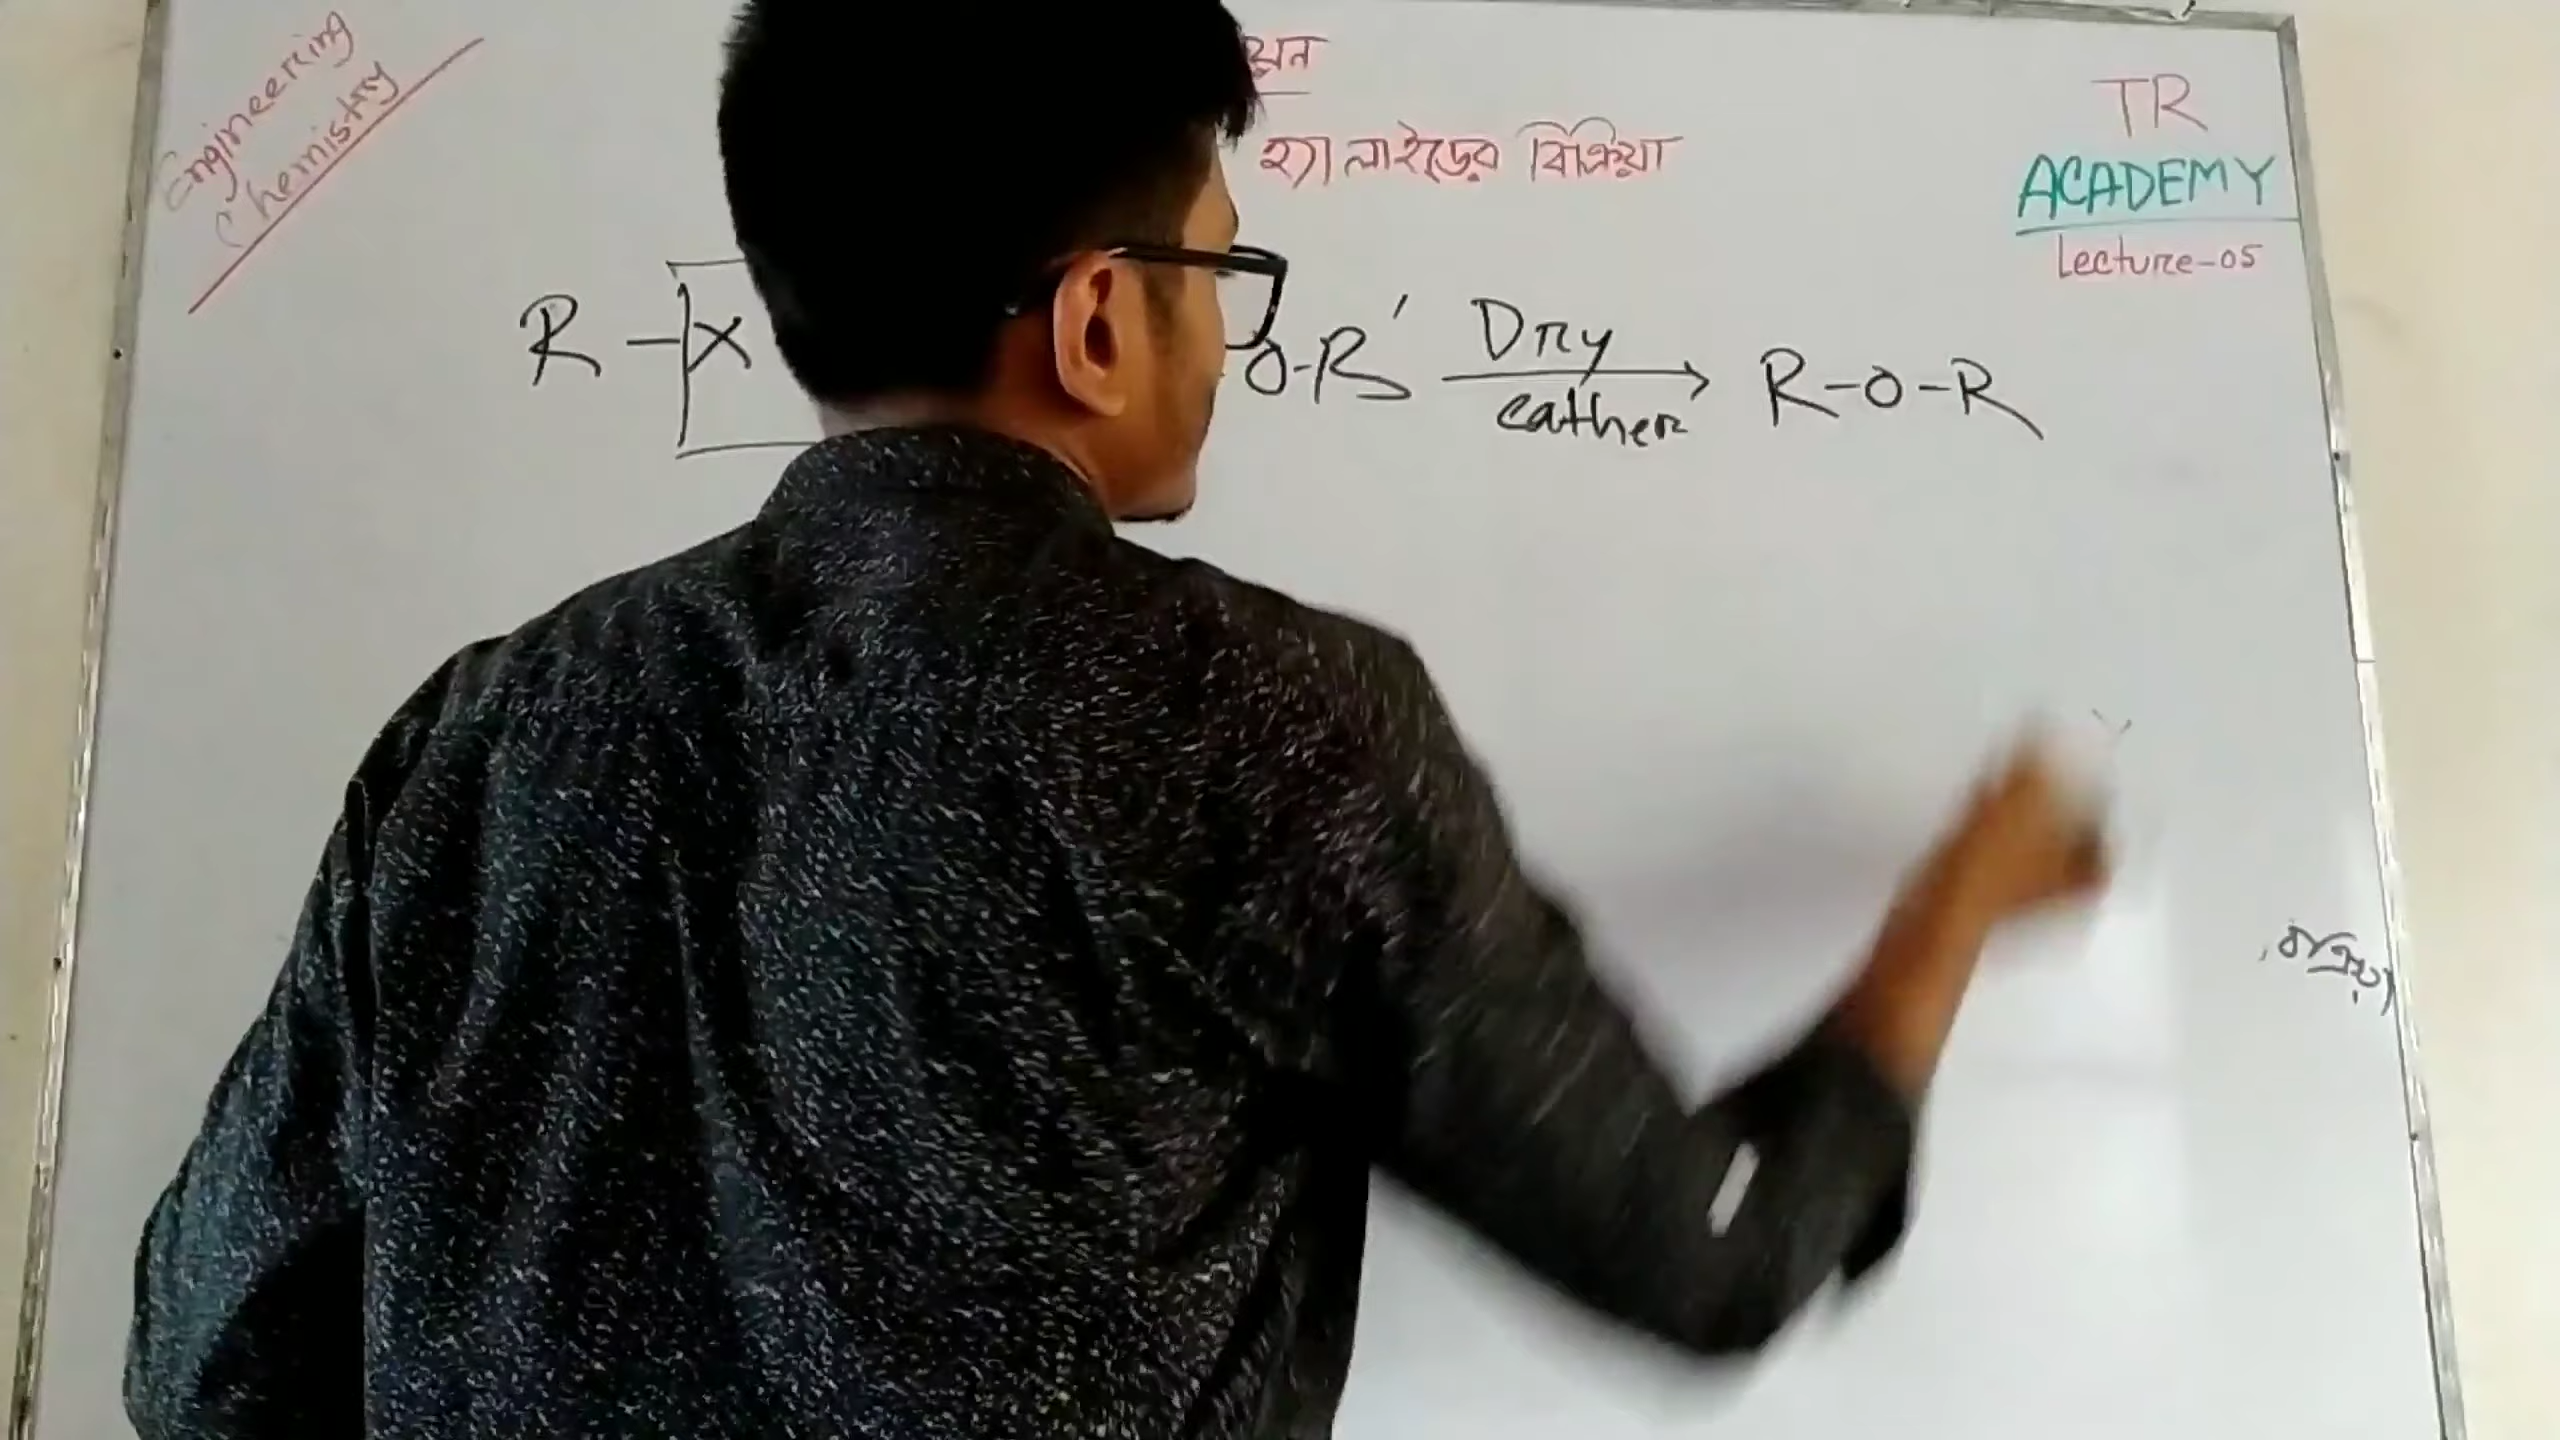 Engineering
Chemistry
য়ন
হ্যালাইডের বিক্রিয়া
TR
ACADEMY
Lecture-05
R-X O-R' Dry R-O-R
eather